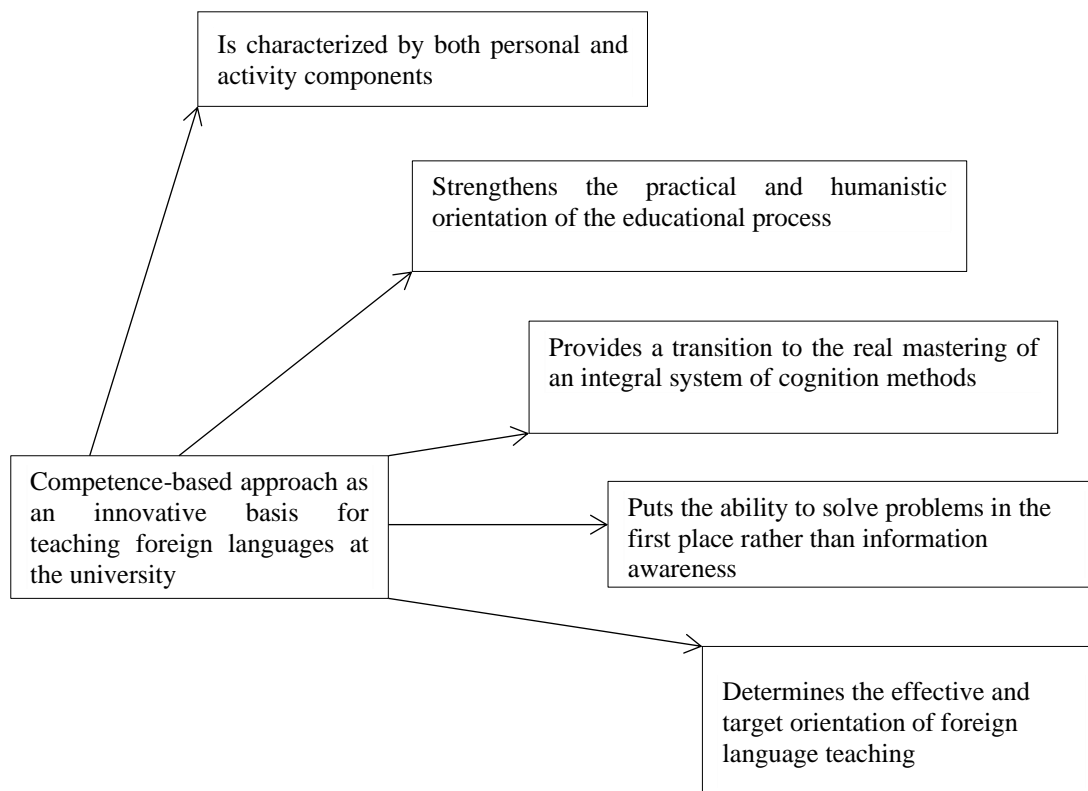 Is characterized by both personal and
activity components
Strengthens the practical and humanistic
orientation of the educational process
Provides a transition to the real mastering of
an integral system of cognition methods
Competence-based approach as
an innovative basis for
teaching foreign languages at
the university
Puts the ability to solve problems in the
first place rather than information
awareness
Determines the effective and
target orientation of foreign
language teaching